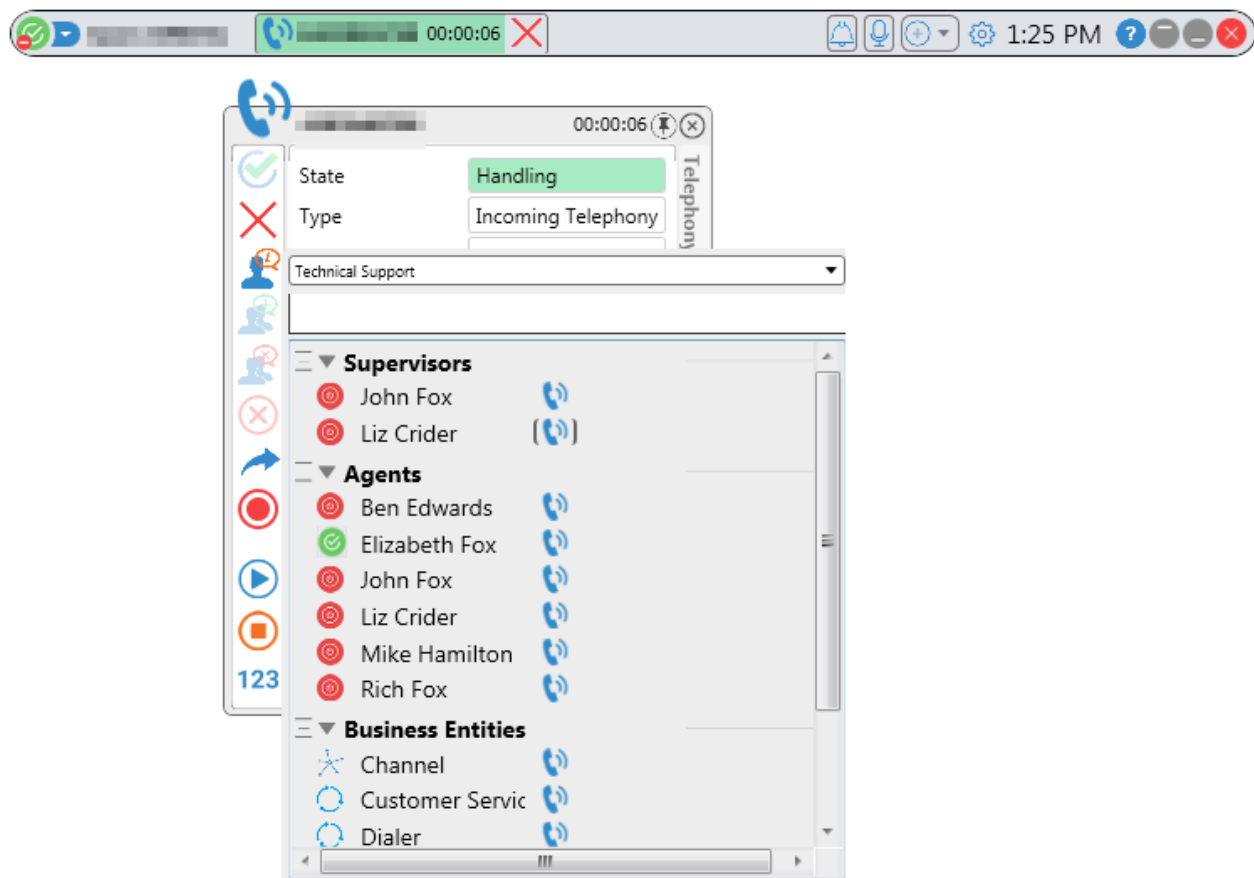 00:00:06
1:25 PM
?
00:00:06
Telephony
State Handling
Type Incoming Telephony
Technical Support
Supervisors
John Fox
Liz Crider
Agents
Ben Edwards
Elizabeth Fox
John Fox
Liz Crider
Mike Hamilton
Rich Fox
123
Business Entities
Channel
Customer Servic
Dialer